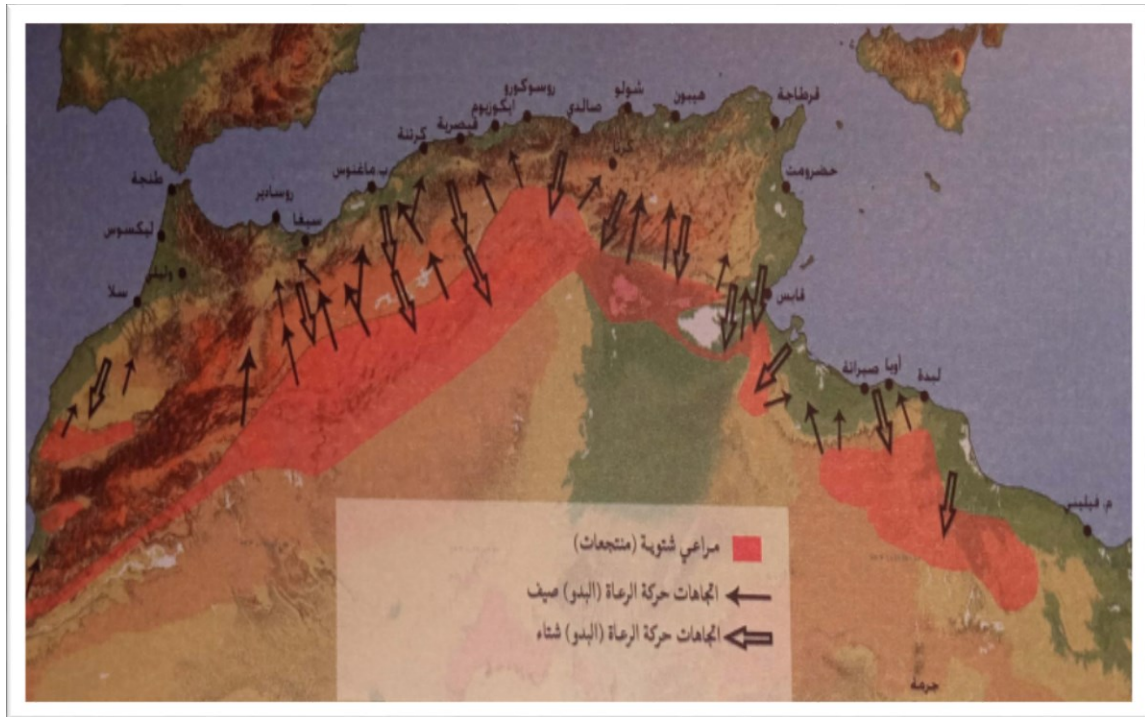 قرطاجة
هيبون
شولو
صالدي
روسوكورو
ايكوزيوم
قيصرية
كرتنة
ب.ماغنوس
حضرومت
طنجة
روسادير
سيغا
ليكسوس
وليلي
سلا
قابس
صبراتة
أويا
لبدة
م. فيليني
جرمة
مراعي شتوية (منتجعات)
اتجاهات حركة الرعاة (البدو) صيف
اتجاهات حركة الرعاة (البدو) شتاء